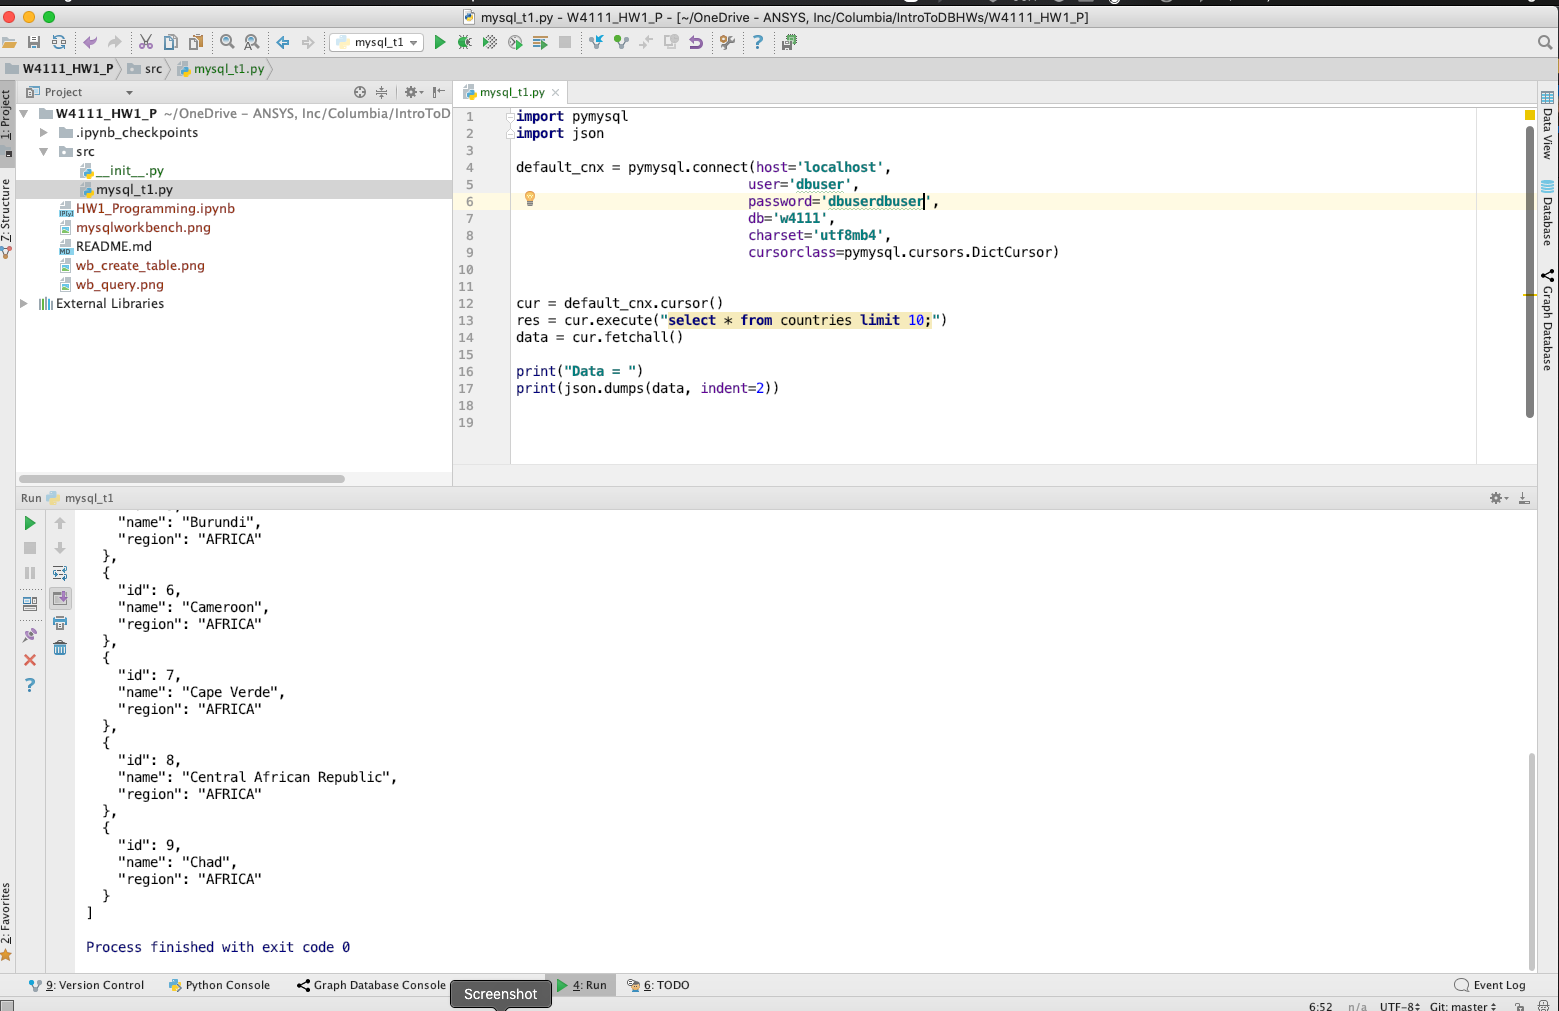 mysql_t1.py - W4111_HW1_P - [~/OneDrive - ANSYS, Inc/Columbia/IntroToDBHWs/W4111_HW1_P]
mysql_t1
W4111_HW1_P
src
mysql_t1.py
Project
mysql_t1.py
1: Project
Z: Structure
2: Favorites
W4111_HW1_P ~/OneDrive – ANSYS, Inc/Columbia/IntroToD
.ipynb_checkpoints
src
__init__.py
mysql_t1.py
HW1_Programming.ipynb
mysqlworkbench.png
README.md
wb_create_table.png
wb_query.png
External Libraries
1 import pymysql
2 import json
3
4 default_cnx = pymysql.connect(host='localhost',
5 user='dbuser',
6 password='dbuserdbuser',
7 db='w4111',
8 charset='utf8mb4',
9 cursorclass=pymysql.cursors.DictCursor)
10
11
12 cur = default_cnx.cursor()
13 res = cur.execute("select * from countries limit 10;")
14 data = cur.fetchall()
15
16 print("Data = ")
17 print(json.dumps(data, indent=2))
18
19
Data View
Database
Graph Database
Run mysql_t1
"name": "Burundi",
"region": "AFRICA"
},
{
"id": 6,
"name": "Cameroon",
"region": "AFRICA"
},
{
"id": 7,
"name": "Cape Verde",
"region": "AFRICA"
},
{
"id": 8,
"name": "Central African Republic",
"region": "AFRICA"
},
{
"id": 9,
"name": "Chad",
"region": "AFRICA"
}
]
Process finished with exit code 0
9: Version Control
Python Console
Graph Database Console
Screenshot
4: Run
6: TODO
Event Log
6:52 n/a UTF-8 Git: master